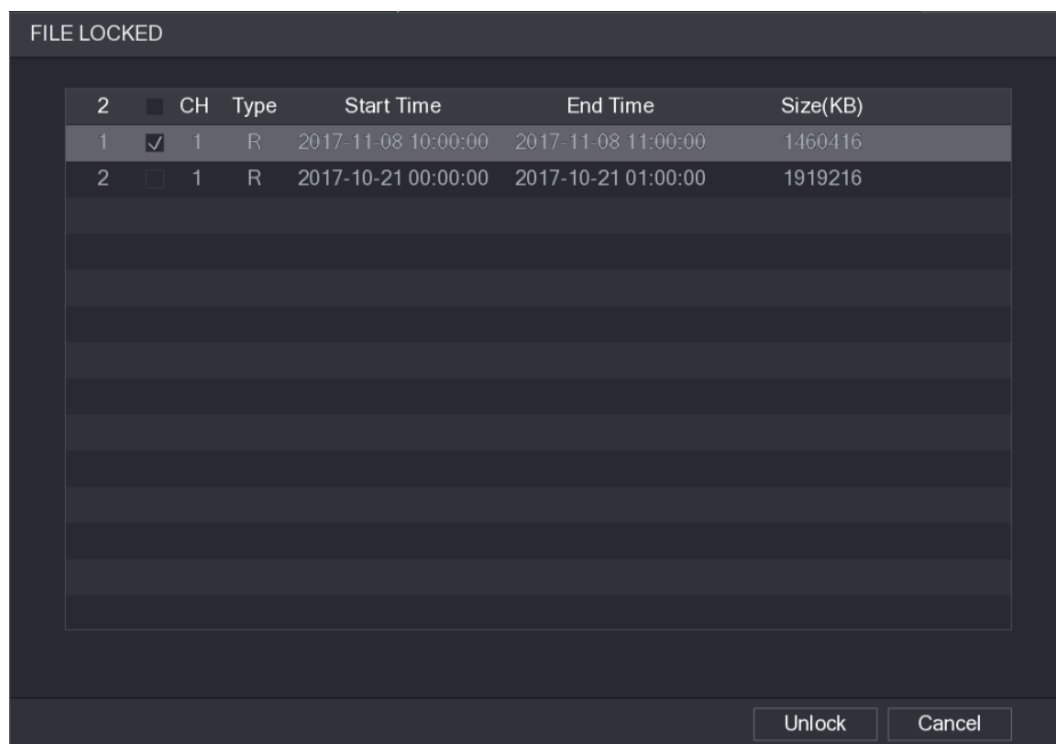 FILE LOCKED
2 CH Type Start Time End Time Size(KB)
1 1 R 2017-11-08 10:00:00 2017-11-08 11:00:00 1460416
2 1 R 2017-10-21 00:00:00 2017-10-21 01:00:00 1919216
Unlock Cancel